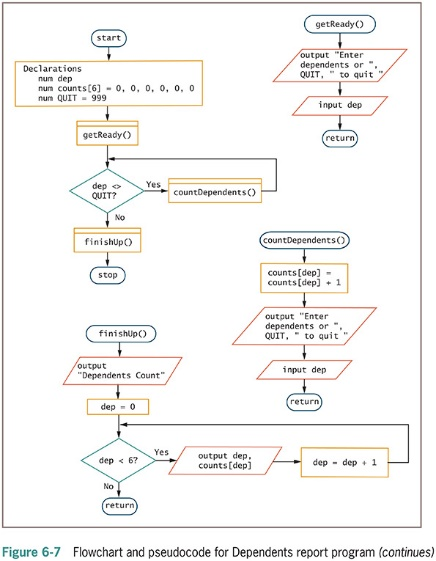 start
Declarations
num dep
num counts[6] = 0, 0, 0, 0, 0, 0
num QUIT = 999
getReady()
dep <>
QUIT?
Yes
countDependents()
No
finishUp()
stop
getReady()
output "Enter
dependents or ",
QUIT, " to quit "
input dep
return
countDependents()
counts[dep] =
counts[dep] + 1
output "Enter
dependents or ",
QUIT, " to quit "
input dep
return
finishUp()
output
"Dependents Count"
dep = 0
dep < 6?
Yes
output dep,
counts[dep]
dep = dep + 1
No
return
Figure 6-7 Flowchart and pseudocode for Dependents report program (continues)